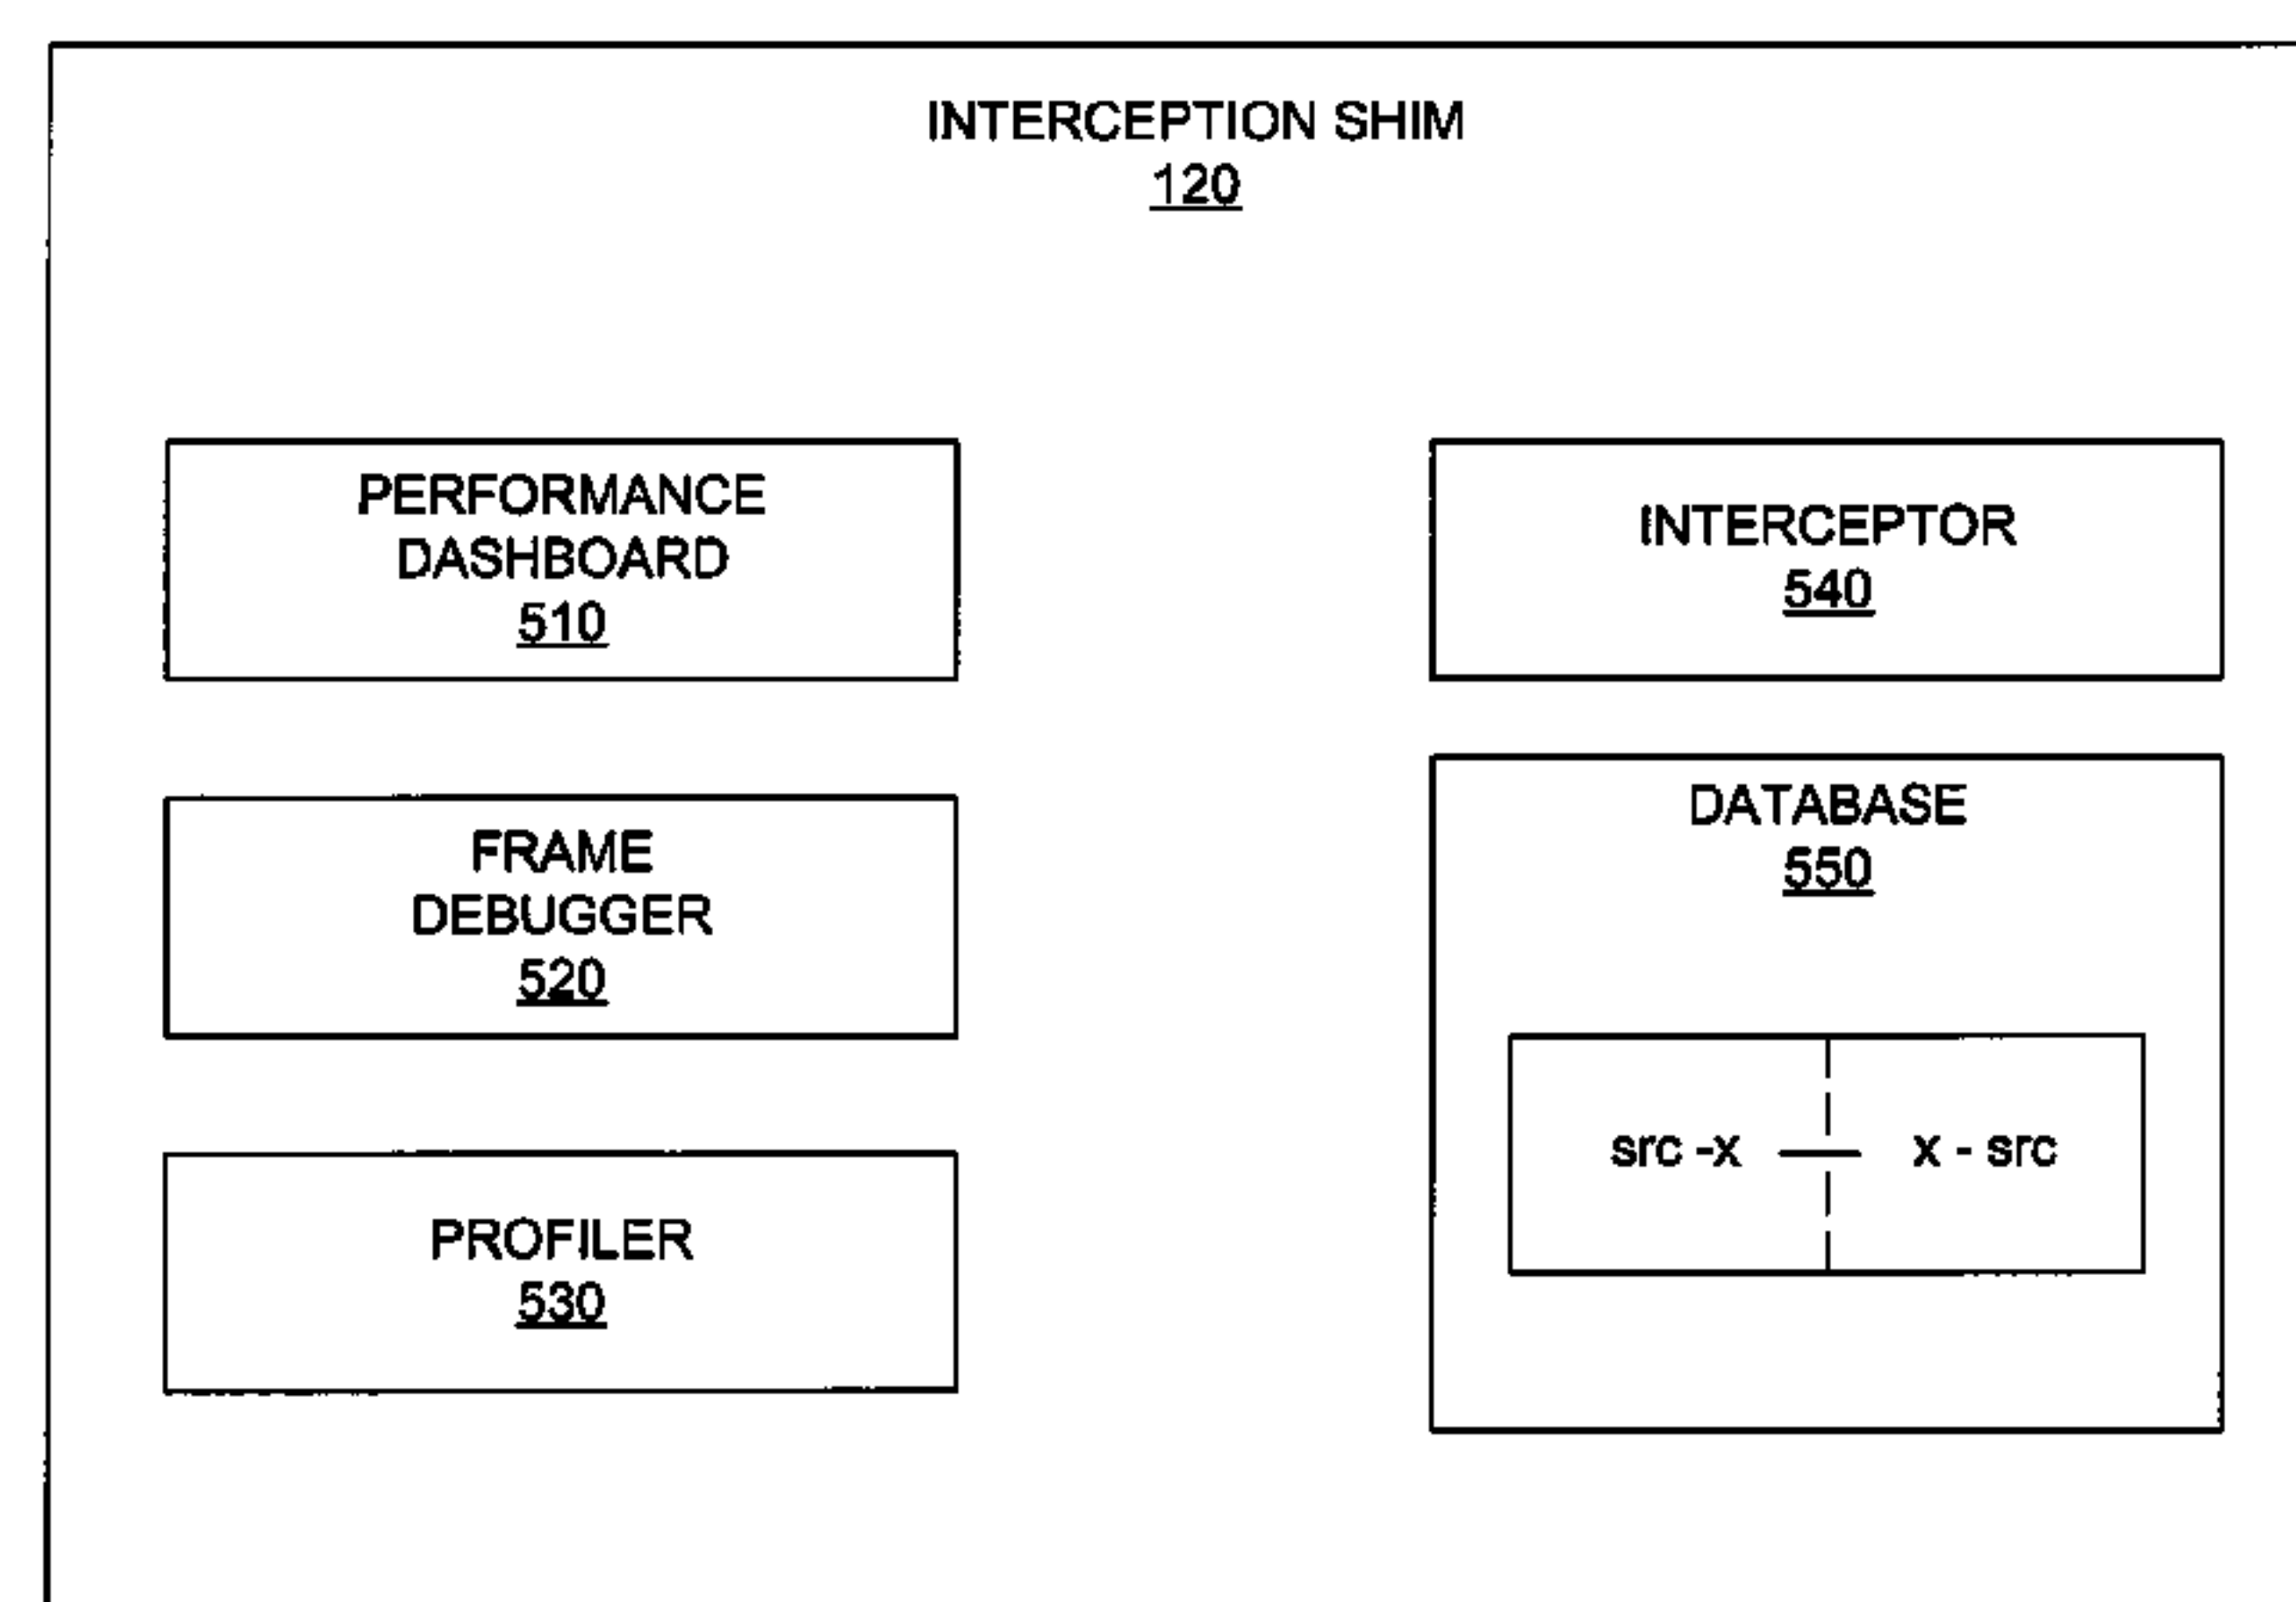 INTERCEPTION SHIM
120
PERFORMANCE
DASHBOARD
510
FRAME
DEBUGGER
520
PROFILER
530
INTERCEPTOR
540
DATABASE
550
src -x
x - src